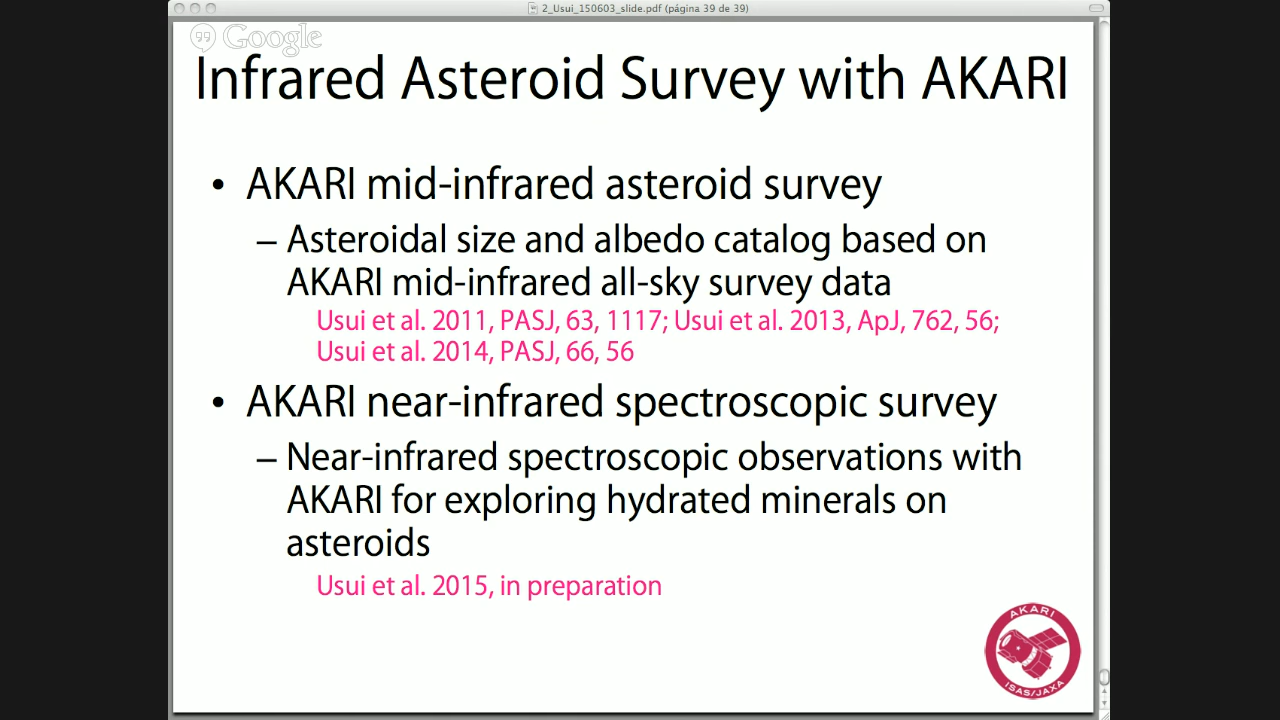 2_Usui_150603_slide.pdf (página 39 de 39)
Google
Infrared Asteroid Survey with AKARI
• AKARI mid-infrared asteroid survey
– Asteroidal size and albedo catalog based on
AKARI mid-infrared all-sky survey data
Usui et al. 2011, PASJ, 63, 1117; Usui et al. 2013, ApJ, 762, 56;
Usui et al. 2014, PASJ, 66, 56
• AKARI near-infrared spectroscopic survey
– Near-infrared spectroscopic observations with
AKARI for exploring hydrated minerals on
asteroids
Usui et al. 2015, in preparation
AKARI
ISAS/JAXA